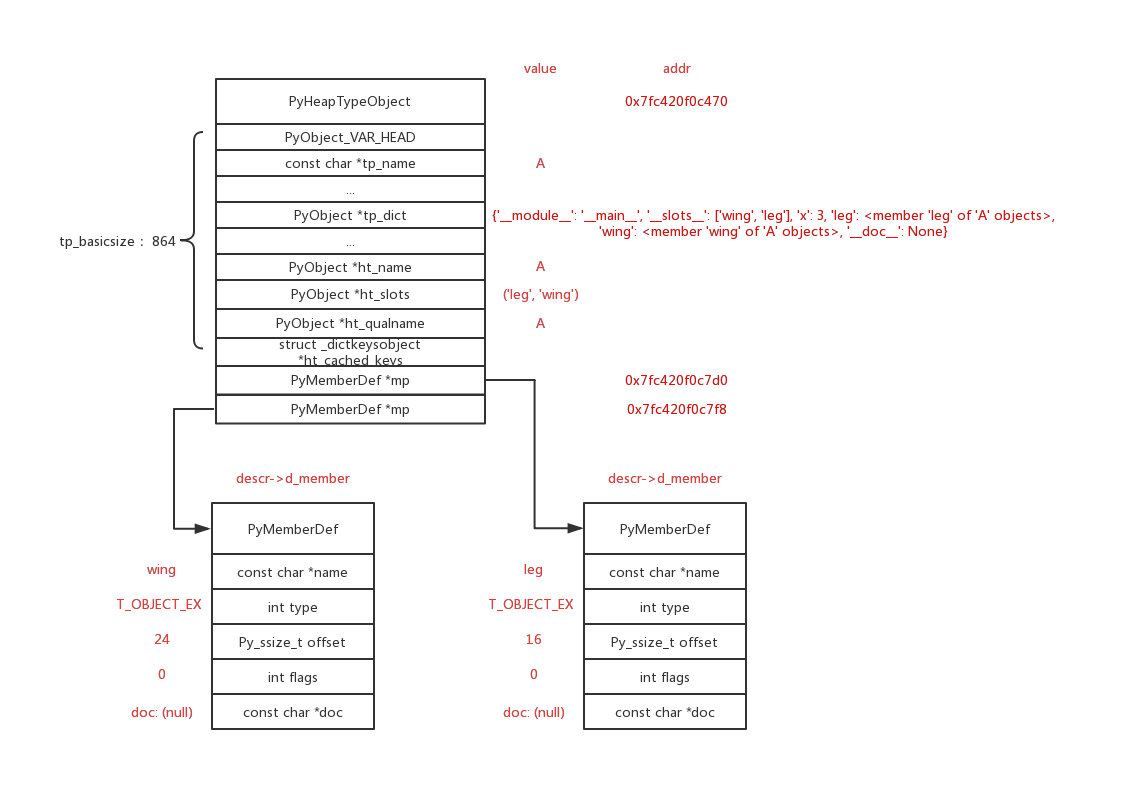 value
addr
PyHeapTypeObject
0x7fc420f0c470
PyObject_VAR_HEAD
const char *tp_name
A
...
PyObject *tp_dict
{'__module__': '__main__', '__slots__': ['wing', 'leg'], 'x': 3, 'leg': <member 'leg' of 'A' objects>,
'wing': <member 'wing' of 'A' objects>, '__doc__': None}
tp_basicsize： 864
...
PyObject *ht_name
A
PyObject *ht_slots
('leg', 'wing')
PyObject *ht_qualname
A
struct _dictkeysobject
*ht_cached_keys
PyMemberDef *mp
0x7fc420f0c7d0
PyMemberDef *mp
0x7fc420f0c7f8
descr->d_member
PyMemberDef
wing
const char *name
T_OBJECT_EX
int type
24
Py_ssize_t offset
0
int flags
doc: (null)
const char *doc
descr->d_member
PyMemberDef
leg
const char *name
T_OBJECT_EX
int type
16
Py_ssize_t offset
0
int flags
doc: (null)
const char *doc